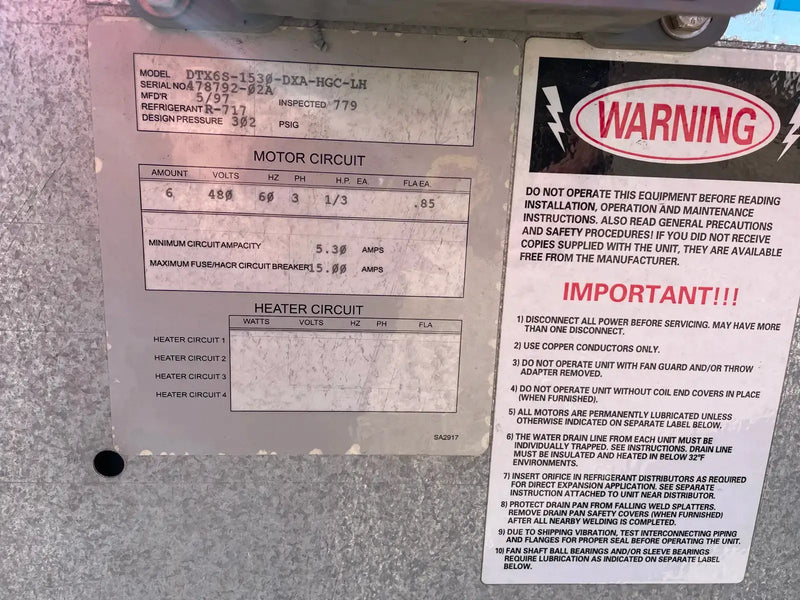 MODEL DTX6S-1530-DXA-HGC-LH
SERIAL NO. 478792-02A
MFD'R 5/97 INSPECTED 779
REFRIGERANT R-717
DESIGN PRESSURE 302 PSIG
MOTOR CIRCUIT
AMOUNT VOLTS HZ PH H.P. EA. FLA EA.
6 480 60 3 1/3 .85
MINIMUM CIRCUIT AMPACITY 5.30 AMPS
MAXIMUM FUSE/HACR CIRCUIT BREAKER 15.00 AMPS
HEATER CIRCUIT
WATTS VOLTS HZ PH FLA
HEATER CIRCUIT 1
HEATER CIRCUIT 2
HEATER CIRCUIT 3
HEATER CIRCUIT 4
SA2917
WARNING
DO NOT OPERATE THIS EQUIPMENT BEFORE READING
INSTALLATION, OPERATION AND MAINTENANCE
INSTRUCTIONS. ALSO READ GENERAL PRECAUTIONS
AND SAFETY PROCEDURES! IF YOU DID NOT RECEIVE
COPIES SUPPLIED WITH THE UNIT, THEY ARE AVAILABLE
FREE FROM THE MANUFACTURER.
IMPORTANT!!!
1) DISCONNECT ALL POWER BEFORE SERVICING. MAY HAVE MORE
THAN ONE DISCONNECT.
2) USE COPPER CONDUCTORS ONLY.
3) DO NOT OPERATE UNIT WITH FAN GUARD AND/OR THROW
ADAPTER REMOVED.
4) DO NOT OPERATE UNIT WITHOUT COIL END COVERS IN PLACE
(WHEN FURNISHED).
5) ALL MOTORS ARE PERMANENTLY LUBRICATED UNLESS
OTHERWISE INDICATED ON SEPARATE LABEL BELOW.
6) THE WATER DRAIN LINE FROM EACH UNIT MUST BE
INDIVIDUALLY TRAPPED. SEE INSTRUCTIONS. DRAIN LINE
MUST BE INSULATED AND HEATED IN BELOW 32°F
ENVIRONMENTS.
7) INSERT ORIFICE IN REFRIGERANT DISTRIBUTORS AS REQUIRED
FOR DIRECT EXPANSION APPLICATION. SEE SEPARATE
INSTRUCTION ATTACHED TO UNIT NEAR DISTRIBUTOR.
8) PROTECT DRAIN PAN FROM FALLING WELD SPLATTERS.
REMOVE DRAIN PAN SAFETY COVERS (WHEN FURNISHED)
AFTER ALL NEARBY WELDING IS COMPLETED.
9) DUE TO SHIPPING VIBRATION, TEST INTERCONNECTING PIPING
AND FLANGES FOR PROPER SEAL BEFORE OPERATING THE UNIT.
10) FAN SHAFT BALL BEARINGS AND/OR SLEEVE BEARINGS
REQUIRE LUBRICATION AS INDICATED ON SEPARATE LABEL
BELOW.